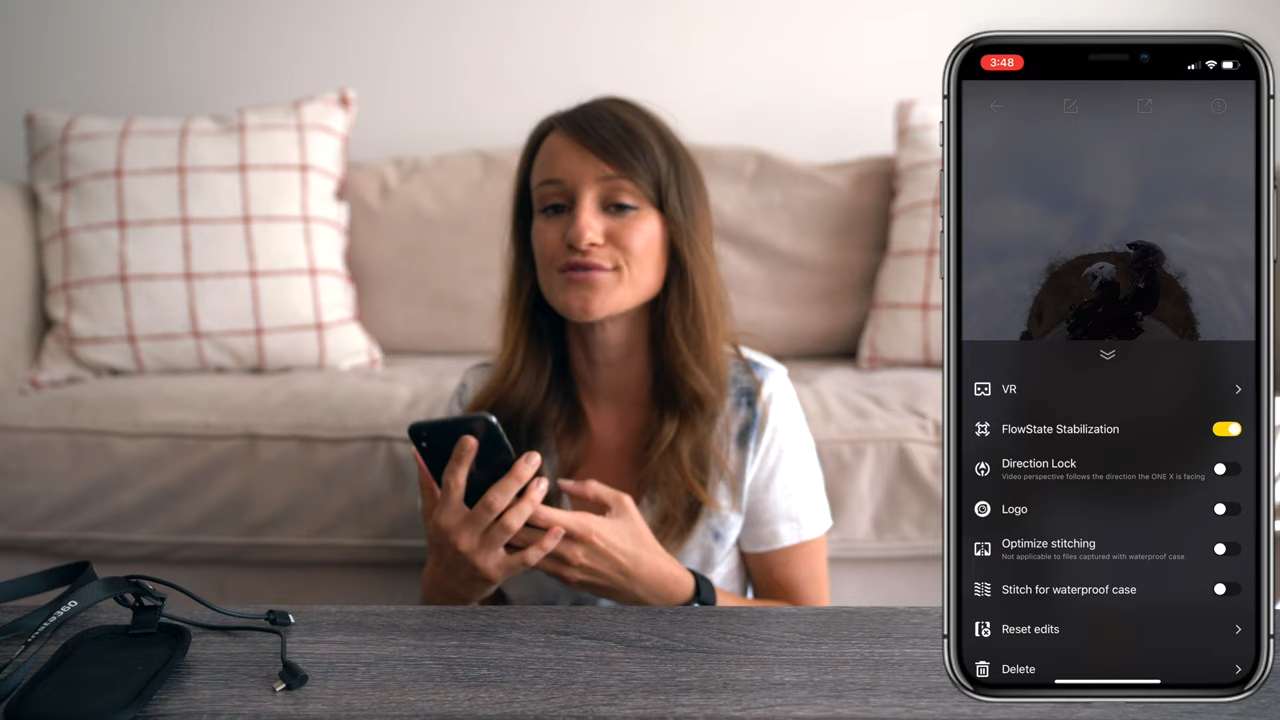 3:48
VR
FlowState Stabilization
Direction Lock
Video perspective follows the direction the ONE X is facing
Logo
Optimize stitching
Not applicable to files captured with waterproof case.
Stitch for waterproof case
Reset edits
Delete
Insta360